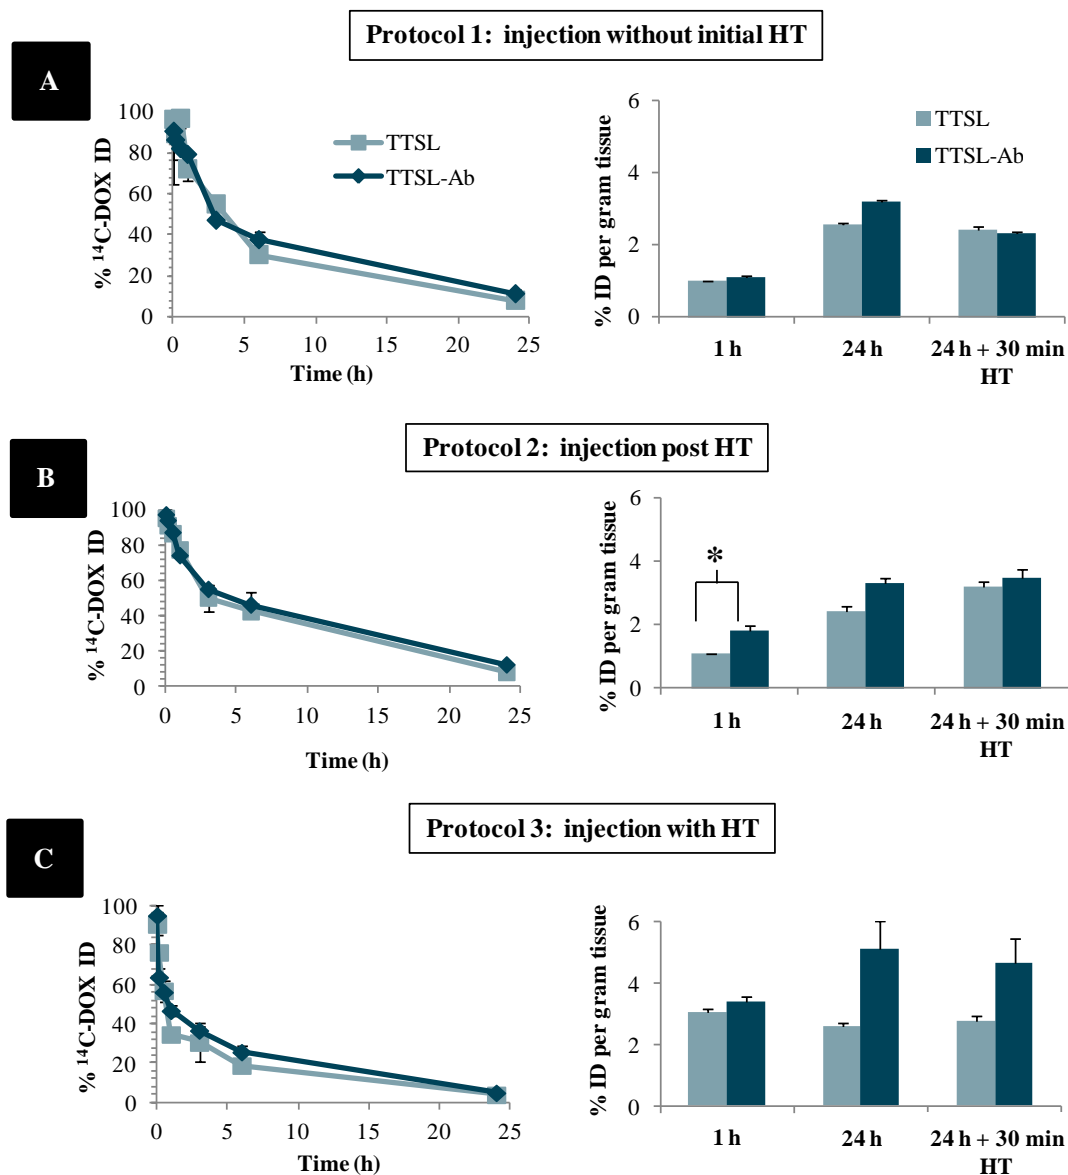 Protocol 1: injection without initial HT
A
% ¹⁴C-DOX ID
100
80
60
40
20
0
0 5 10 15 20 25
Time (h)
TTSL
TTSL-Ab
% ID per gram tissue
6
4
2
0
1 h 24 h 24 h + 30 min
HT
TTSL
TTSL-Ab
Protocol 2: injection post HT
B
% ¹⁴C-DOX ID
100
80
60
40
20
0
0 5 10 15 20 25
Time (h)
% ID per gram tissue
6
4
2
0
*
1 h 24 h 24 h + 30 min
HT
Protocol 3: injection with HT
C
% ¹⁴C-DOX ID
100
80
60
40
20
0
0 5 10 15 20 25
Time (h)
% ID per gram tissue
6
4
2
0
1 h 24 h 24 h + 30 min
HT